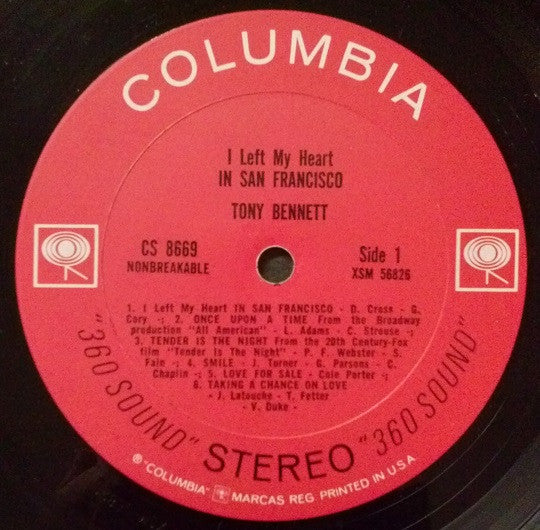 COLUMBIA
I Left My Heart
IN SAN FRANCISCO
TONY BENNETT
CS 8669
NONBREAKABLE
Side 1
XSM 56826
1. I Left My Heart IN SAN FRANCISCO - D. Cross - G.
Cory -; 2. ONCE UPON A TIME From the Broadway
production "All American" - L. Adams - C. Strouse -;
3. TENDER IS THE NIGHT From the 20th Century-Fox
film "Tender Is The Night" - P. F. Webster - S.
Fain -; 4. SMILE - J. Turner - G. Parsons - C.
Chaplin -; 5. LOVE FOR SALE - Cole Porter -;
6. TAKING A CHANCE ON LOVE
- J. Latouche - T. Fetter -
V. Duke -
"360 SOUND" STEREO "360 SOUND"
® "COLUMBIA" MARCAS REG. PRINTED IN U.S.A.